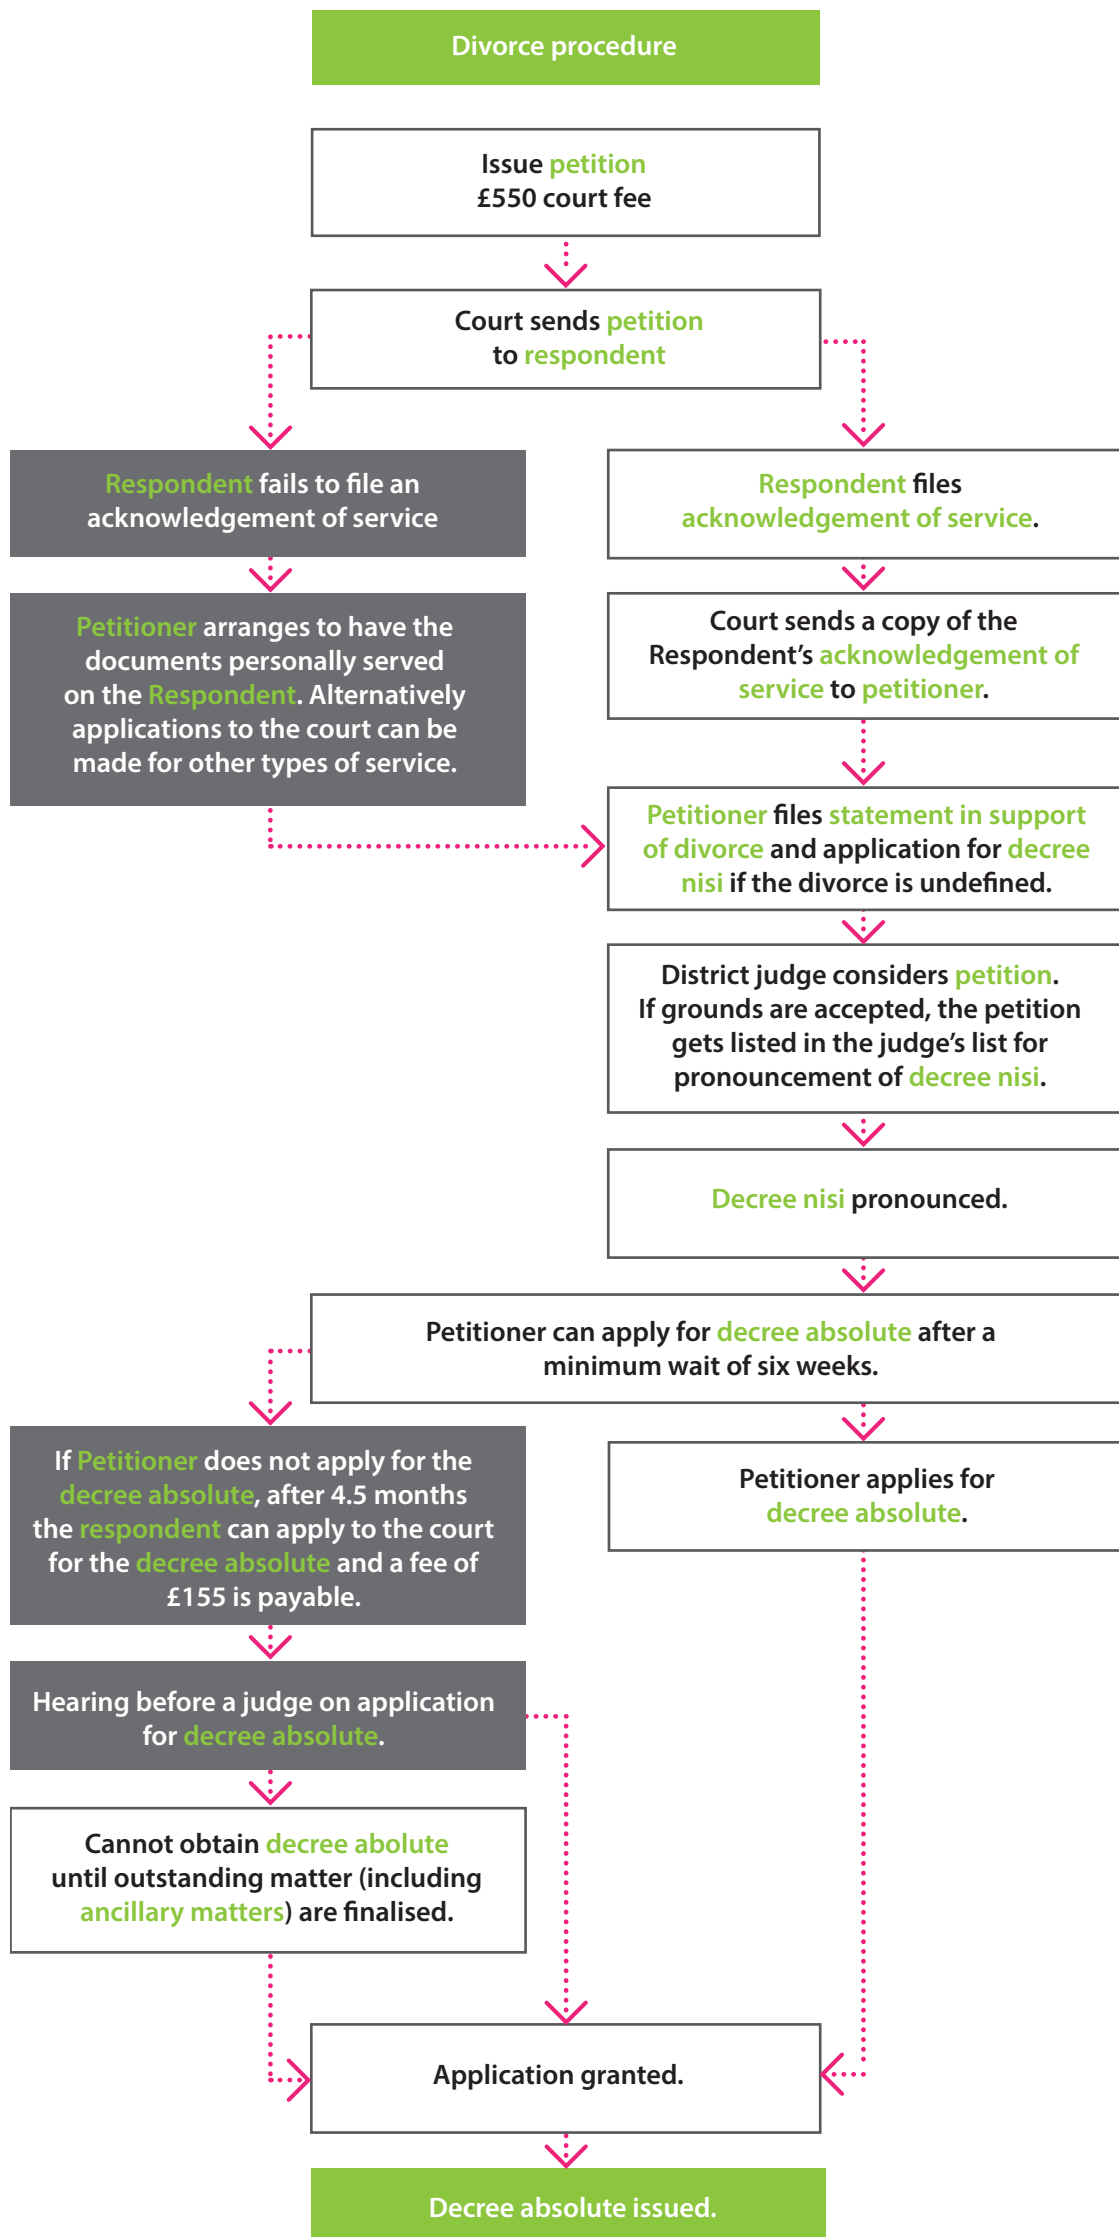 Divorce procedure
Issue petition
£550 court fee
Court sends petition
to respondent
Respondent fails to file an
acknowledgement of service
Respondent files
acknowledgement of service.
Petitioner arranges to have the
documents personally served
on the Respondent. Alternatively
applications to the court can be
made for other types of service.
Court sends a copy of the
Respondent’s acknowledgement of
service to petitioner.
Petitioner files statement in support
of divorce and application for decree
nisi if the divorce is undefined.
District judge considers petition.
If grounds are accepted, the petition
gets listed in the judge’s list for
pronouncement of decree nisi.
Decree nisi pronounced.
Petitioner can apply for decree absolute after a
minimum wait of six weeks.
If Petitioner does not apply for the
decree absolute, after 4.5 months
the respondent can apply to the court
for the decree absolute and a fee of
£155 is payable.
Petitioner applies for
decree absolute.
Hearing before a judge on application
for decree absolute.
Cannot obtain decree abolute
until outstanding matter (including
ancillary matters) are finalised.
Application granted.
Decree absolute issued.